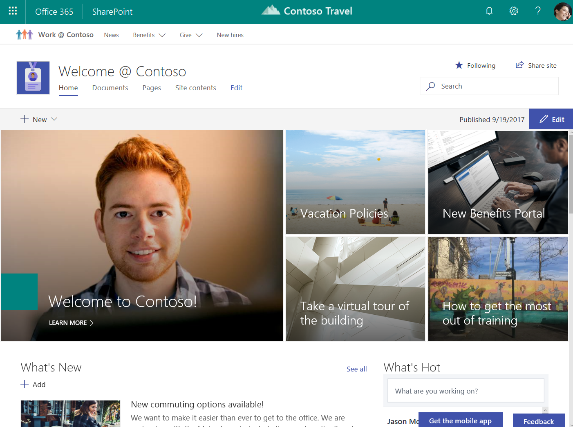 Office 365 SharePoint Contoso Travel ?
Work @ Contoso News Benefits Give New hires
Welcome @ Contoso
Following Share site
Home Documents Pages Site contents Edit
Search
+ New Published 9/19/2017 Edit
Vacation Policies
New Benefits Portal
Welcome to Contoso!
LEARN MORE >
Take a virtual tour of
the building
How to get the most
out of training
What's New See all
+ Add
New commuting options available!
We want to make it easier than ever to get to the office. We are
What's Hot
What are you working on?
Jason Mo
Get the mobile app
Feedback